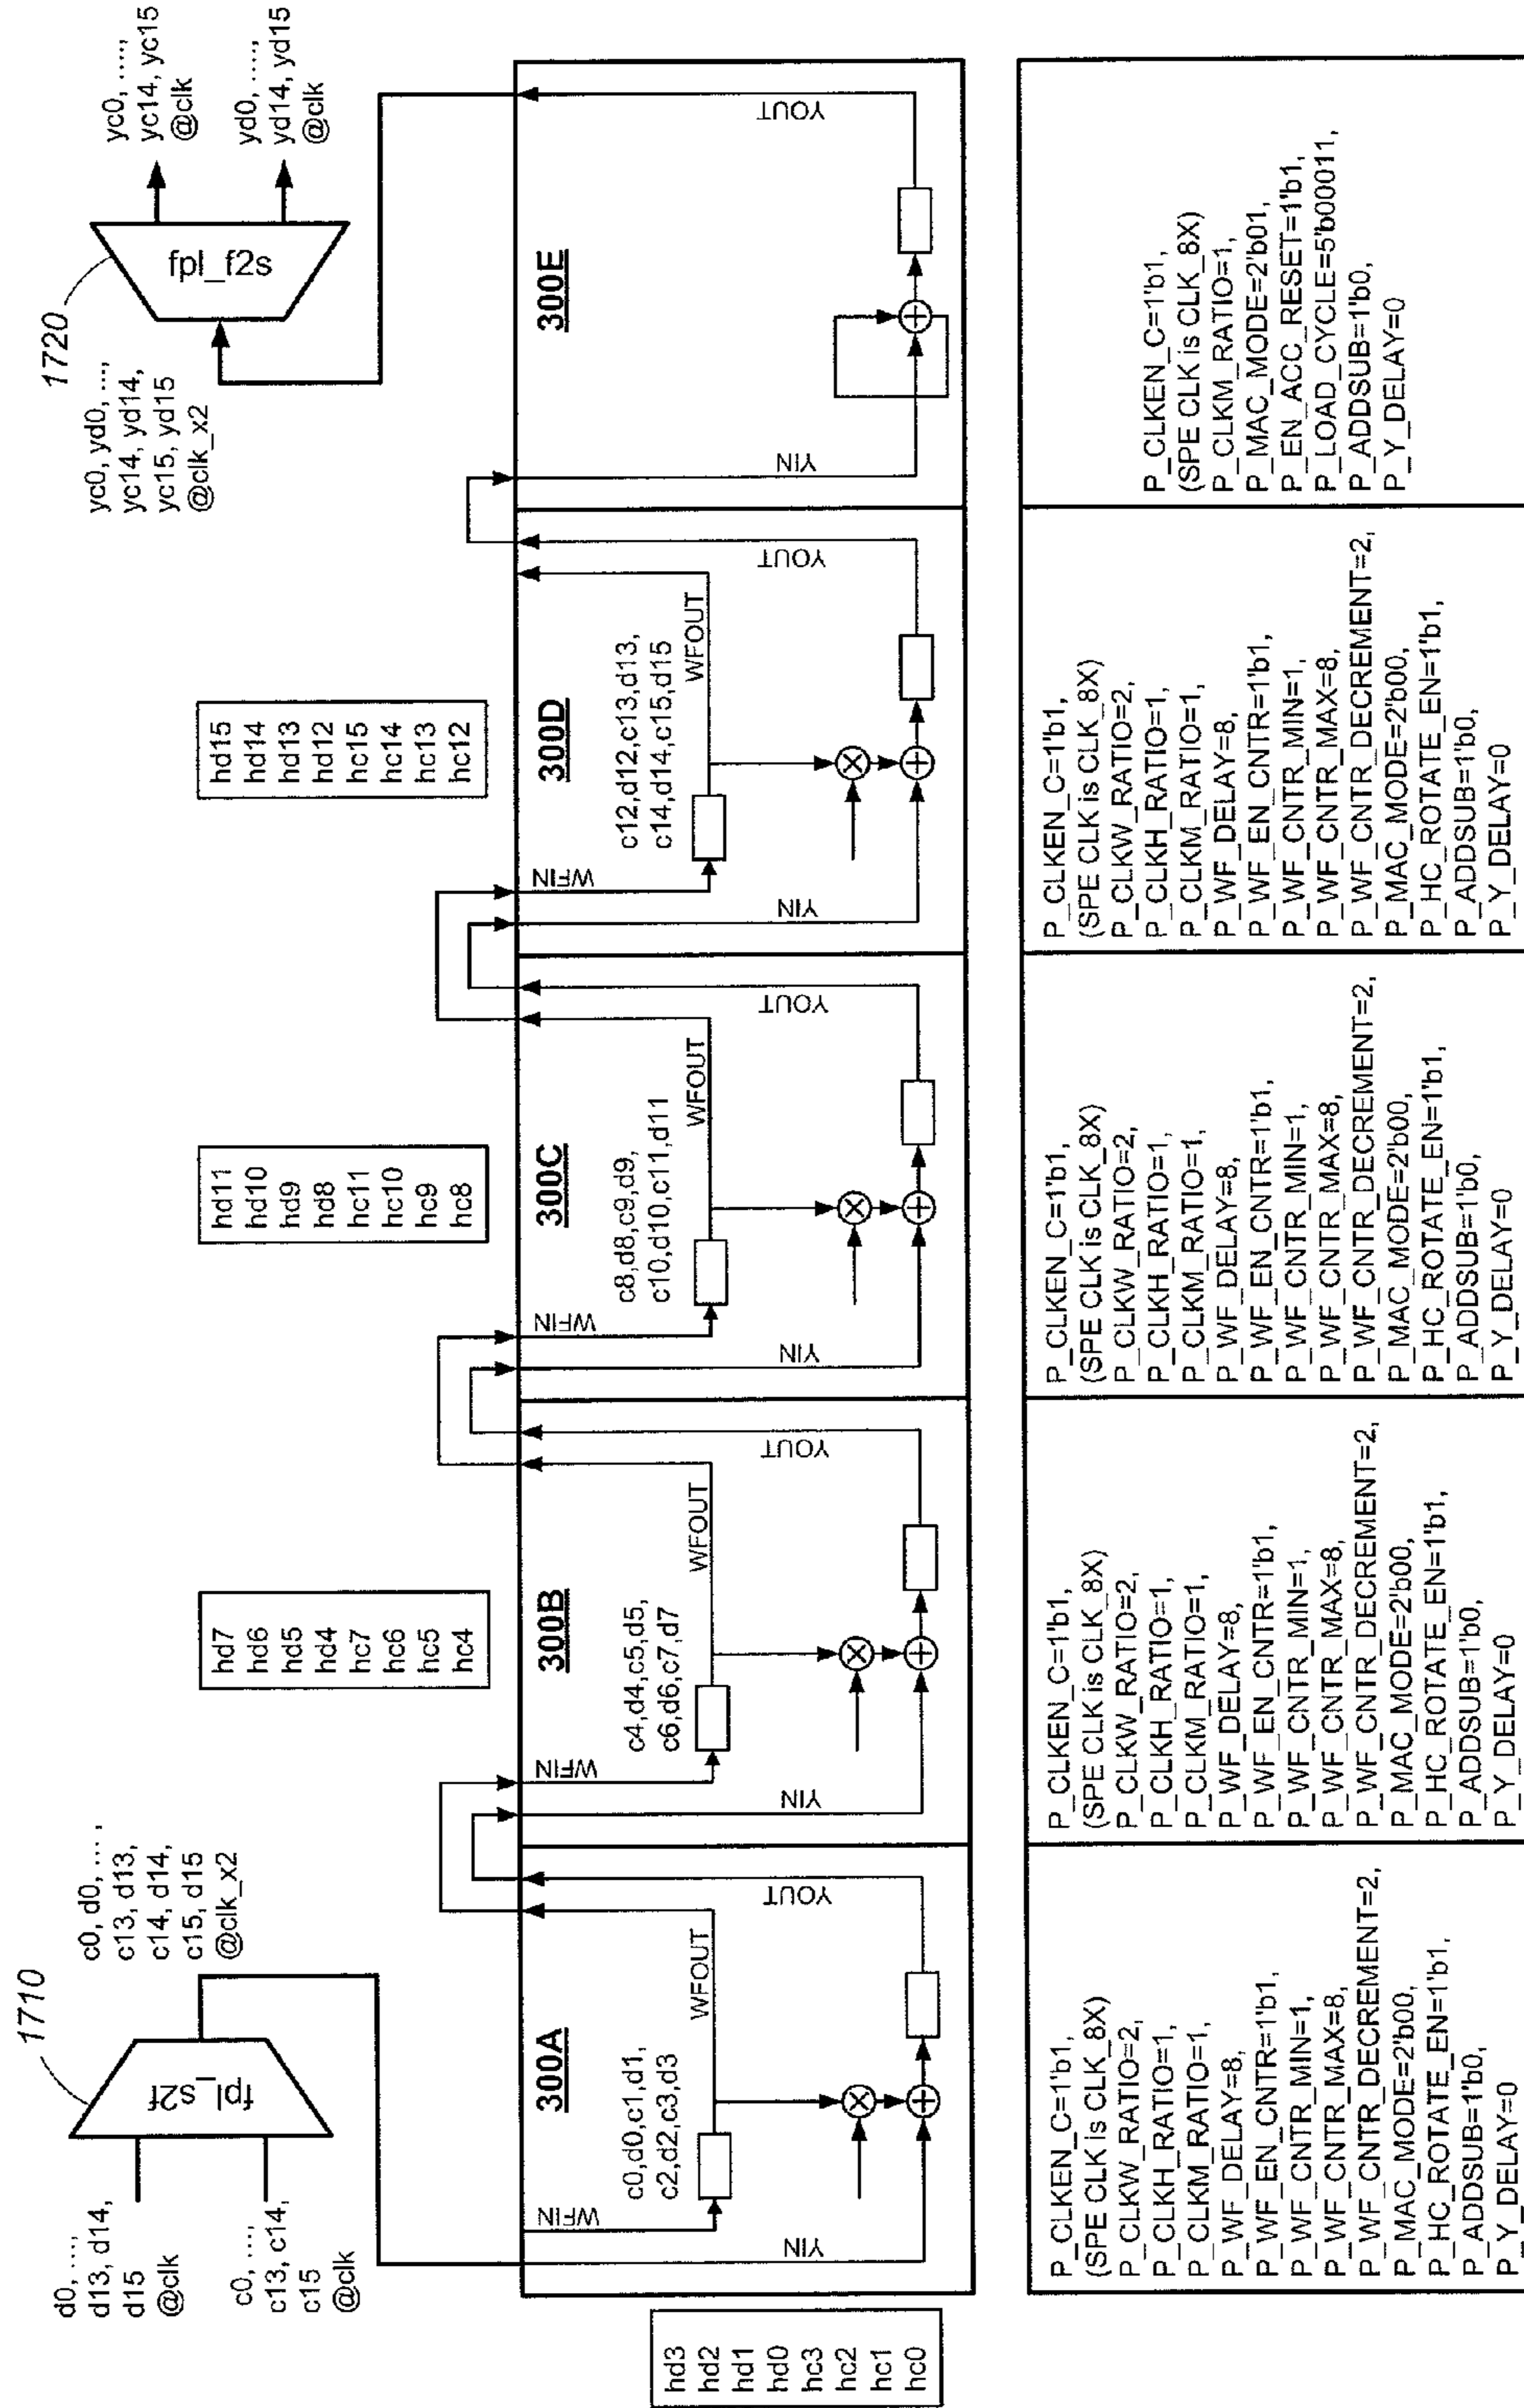 1710
d0, ....,
d13, d14,
d15
@clk
c0, ....,
c13, c14,
c15
@clk
fpl_s2f
c0, d0, ....,
c13, d13,
c14, d14,
c15, d15
@clk_x2
1720
yc0, yd0, ...,
yc14, yd14,
yc15, yd15
@clk_x2
fpl_f2s
yc0, ....,
yc14, yc15
@clk
yd0, ....,
yd14, yd15
@clk
hd3
hd2
hd1
hd0
hc3
hc2
hc1
hc0
hd7
hd6
hd5
hd4
hc7
hc6
hc5
hc4
hd11
hd10
hd9
hd8
hc11
hc10
hc9
hc8
hd15
hd14
hd13
hd12
hc15
hc14
hc13
hc12
300A
WFIN
c0,d0,c1,d1,
c2,d2,c3,d3
WFOUT
YIN
YOUT
300B
WFIN
c4,d4,c5,d5,
c6,d6,c7,d7
WFOUT
YIN
YOUT
300C
WFIN
c8,d8,c9,d9,
c10,d10,c11,d11
WFOUT
YIN
YOUT
300D
WFIN
c12,d12,c13,d13,
c14,d14,c15,d15
WFOUT
YIN
YOUT
300E
YIN
YOUT
P_CLKEN_C=1'b1,
(SPE CLK is CLK_8X)
P_CLKW_RATIO=2,
P_CLKH_RATIO=1,
P_CLKM_RATIO=1,
P_WF_DELAY=8,
P_WF_EN_CNTR=1'b1,
P_WF_CNTR_MIN=1,
P_WF_CNTR_MAX=8,
P_WF_CNTR_DECREMENT=2,
P_MAC_MODE=2'b00,
P_HC_ROTATE_EN=1'b1,
P_ADDSUB=1'b0,
P_Y_DELAY=0
P_CLKEN_C=1'b1,
(SPE CLK is CLK_8X)
P_CLKW_RATIO=2,
P_CLKH_RATIO=1,
P_CLKM_RATIO=1,
P_WF_DELAY=8,
P_WF_EN_CNTR=1'b1,
P_WF_CNTR_MIN=1,
P_WF_CNTR_MAX=8,
P_WF_CNTR_DECREMENT=2,
P_MAC_MODE=2'b00,
P_HC_ROTATE_EN=1'b1,
P_ADDSUB=1'b0,
P_Y_DELAY=0
P_CLKEN_C=1'b1,
(SPE CLK is CLK_8X)
P_CLKW_RATIO=2,
P_CLKH_RATIO=1,
P_CLKM_RATIO=1,
P_WF_DELAY=8,
P_WF_EN_CNTR=1'b1,
P_WF_CNTR_MIN=1,
P_WF_CNTR_MAX=8,
P_WF_CNTR_DECREMENT=2,
P_MAC_MODE=2'b00,
P_HC_ROTATE_EN=1'b1,
P_ADDSUB=1'b0,
P_Y_DELAY=0
P_CLKEN_C=1'b1,
(SPE CLK is CLK_8X)
P_CLKW_RATIO=2,
P_CLKH_RATIO=1,
P_CLKM_RATIO=1,
P_WF_DELAY=8,
P_WF_EN_CNTR=1'b1,
P_WF_CNTR_MIN=1,
P_WF_CNTR_MAX=8,
P_WF_CNTR_DECREMENT=2,
P_MAC_MODE=2'b00,
P_HC_ROTATE_EN=1'b1,
P_ADDSUB=1'b0,
P_Y_DELAY=0
P_CLKEN_C=1'b1,
(SPE CLK is CLK_8X)
P_CLKM_RATIO=1,
P_MAC_MODE=2'b01,
P_EN_ACC_RESET=1'b1,
P_LOAD_CYCLE=5'b00011,
P_ADDSUB=1'b0,
P_Y_DELAY=0